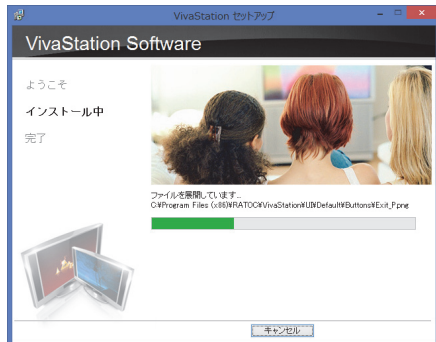 VivaStation セットアップ
VivaStation Software
ようこそ
インストール中
完了
ファイルを展開しています...
C:¥Program Files (x86)¥RATOC¥VivaStation¥UI¥Default¥Buttons¥Exit_P.png
キャンセル